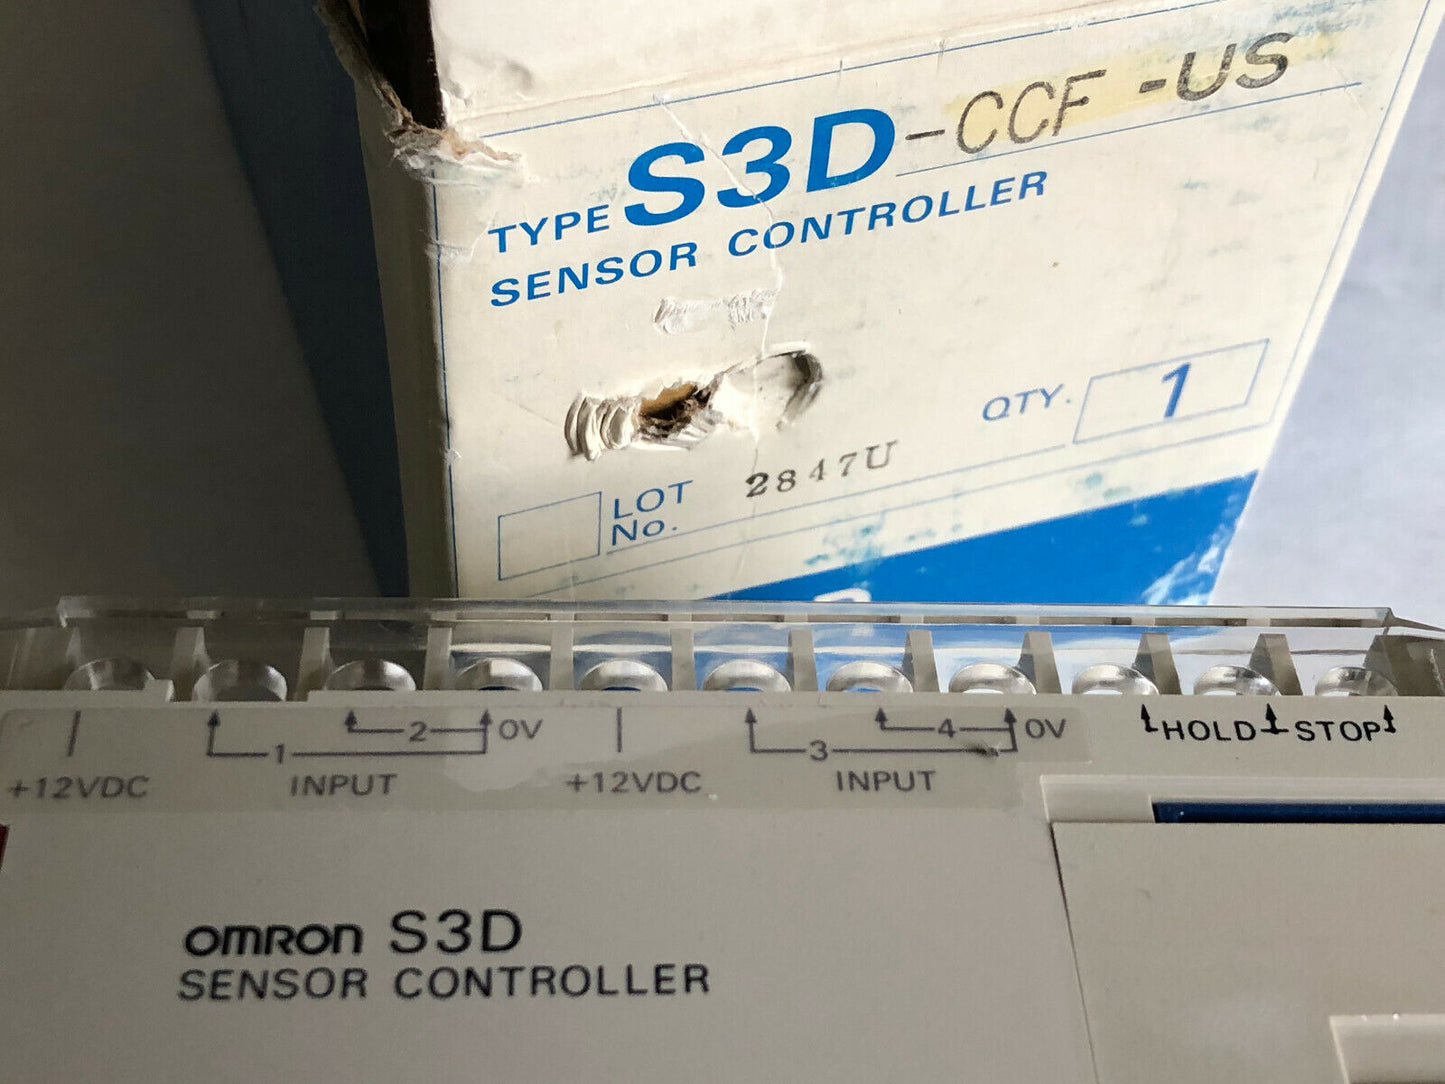 TYPE S3D-CCF -US
SENSOR CONTROLLER
QTY. 1
LOT No. 2847U
1 2 0V 3 4 0V HOLD STOP
+12VDC INPUT +12VDC INPUT
omron S3D
SENSOR CONTROLLER